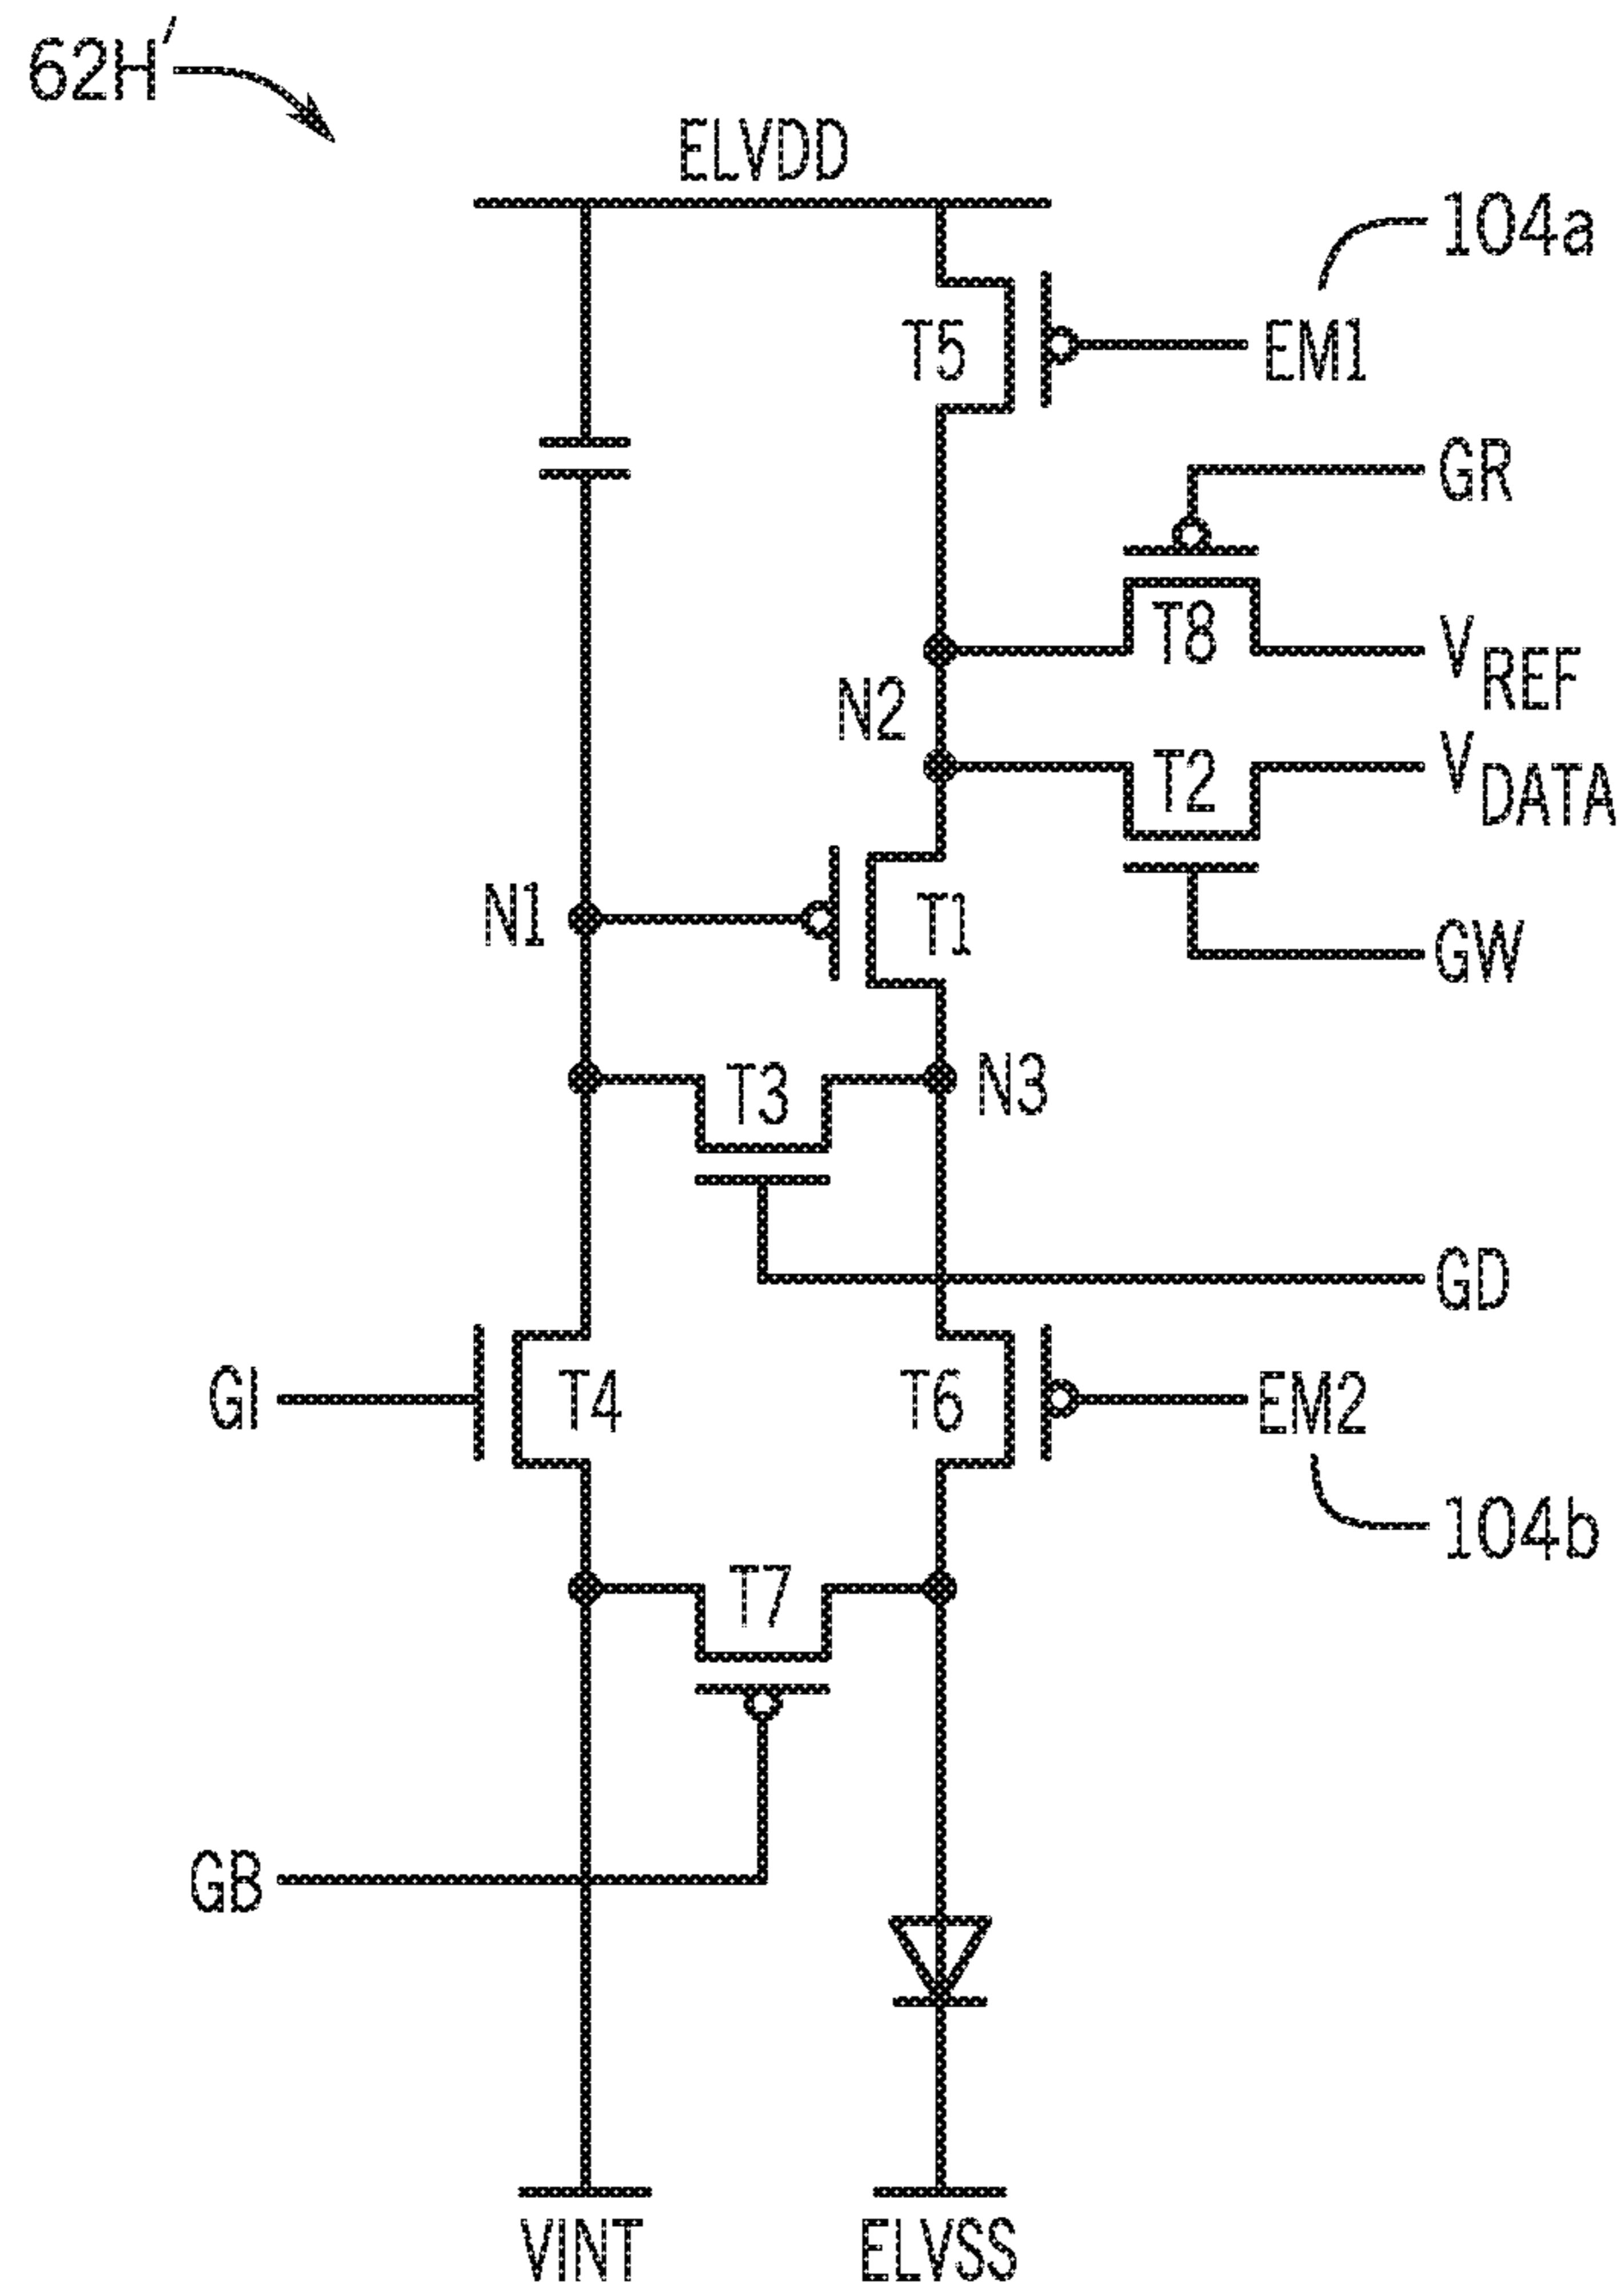 62H'
ELVDD
104a
T5
EM1
GR
T8
VREF
N2
T2
VDATA
N1
T1
GW
T3
N3
GD
GI
T4
T6
EM2
104b
T7
GB
VINT
ELVSS